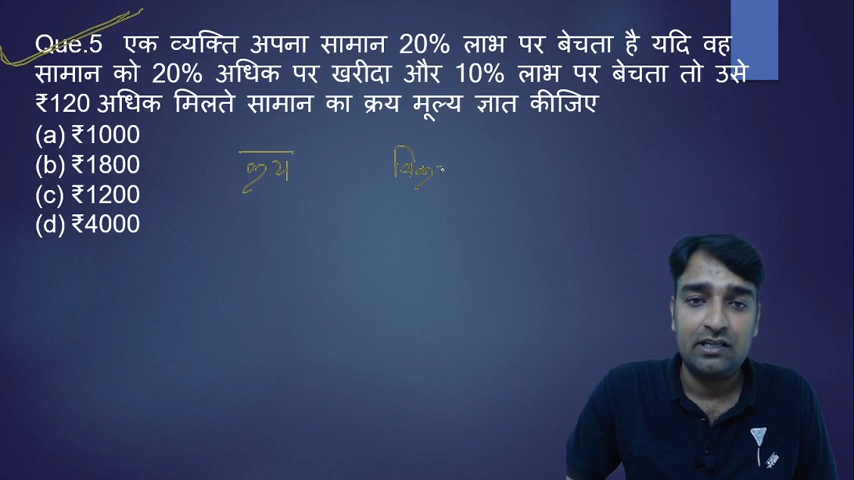 Que.5 एक व्यक्ति अपना सामान 20% लाभ पर बेचता है यदि वह
सामान को 20% अधिक पर खरीदा और 10% लाभ पर बेचता तो उसे
₹120 अधिक मिलते सामान का क्रय मूल्य ज्ञात कीजिए
(a) ₹1000
(b) ₹1800
(c) ₹1200
(d) ₹4000
क्रय